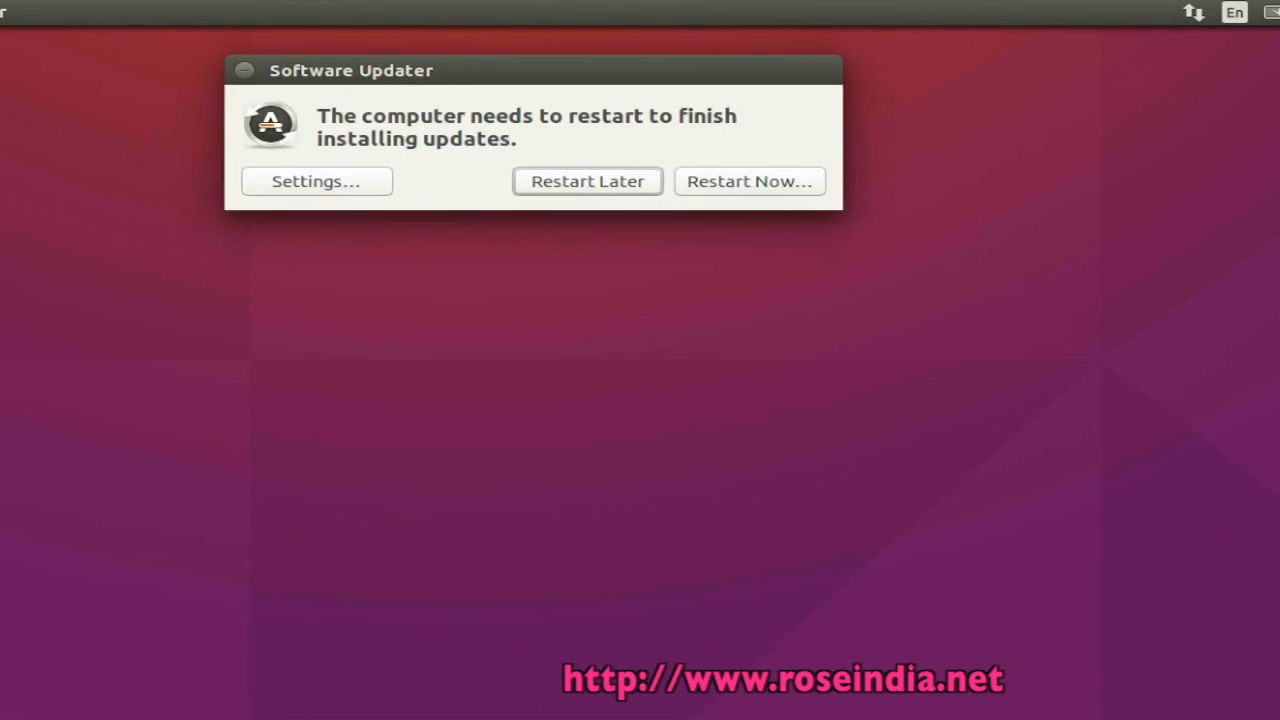 En
Software Updater
The computer needs to restart to finish
installing updates.
Settings…
Restart Later
Restart Now…
http://www.roseindia.net